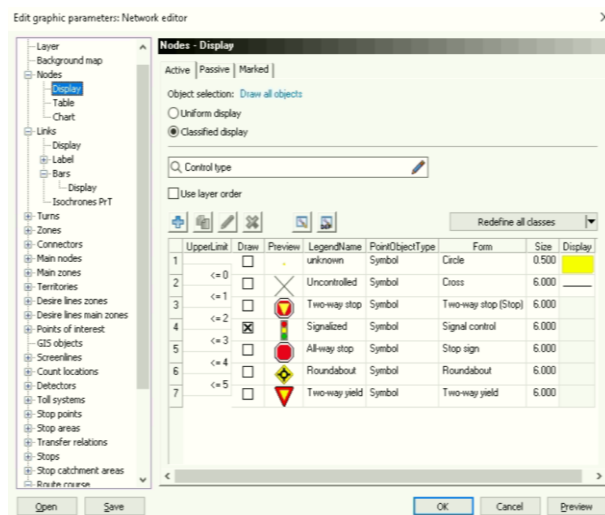 Edit graphic parameters: Network editor
Layer
Background map
Nodes
Display
Table
Chart
Links
Display
Label
Bars
Display
Isochrones PrT
Turns
Zones
Connectors
Main nodes
Main zones
Territories
Desire lines zones
Desire lines main zones
Points of interest
GIS objects
Screenlines
Count locations
Detectors
Toll systems
Stop points
Stop areas
Transfer relations
Stops
Stop catchment areas
Route course
Open Save
Nodes - Display
Active Passive Marked
Object selection: Draw all objects
Uniform display
Classified display
Control type
Use layer order
Redefine all classes
UpperLimit Draw Preview LegendName PointObjectType Form Size Display
1 unknown Symbol Circle 0.500
<= 0
2 Uncontrolled Symbol Cross 6.000
<= 1
3 Two-way stop Symbol Two-way stop (Stop) 6.000
<= 2
4 Signalized Symbol Signal control 6.000
<= 3
5 All-way stop Symbol Stop sign 6.000
<= 4
6 Roundabout Symbol Roundabout 6.000
<= 5
7 Two-way yield Symbol Two-way yield 6.000
OK Cancel Preview